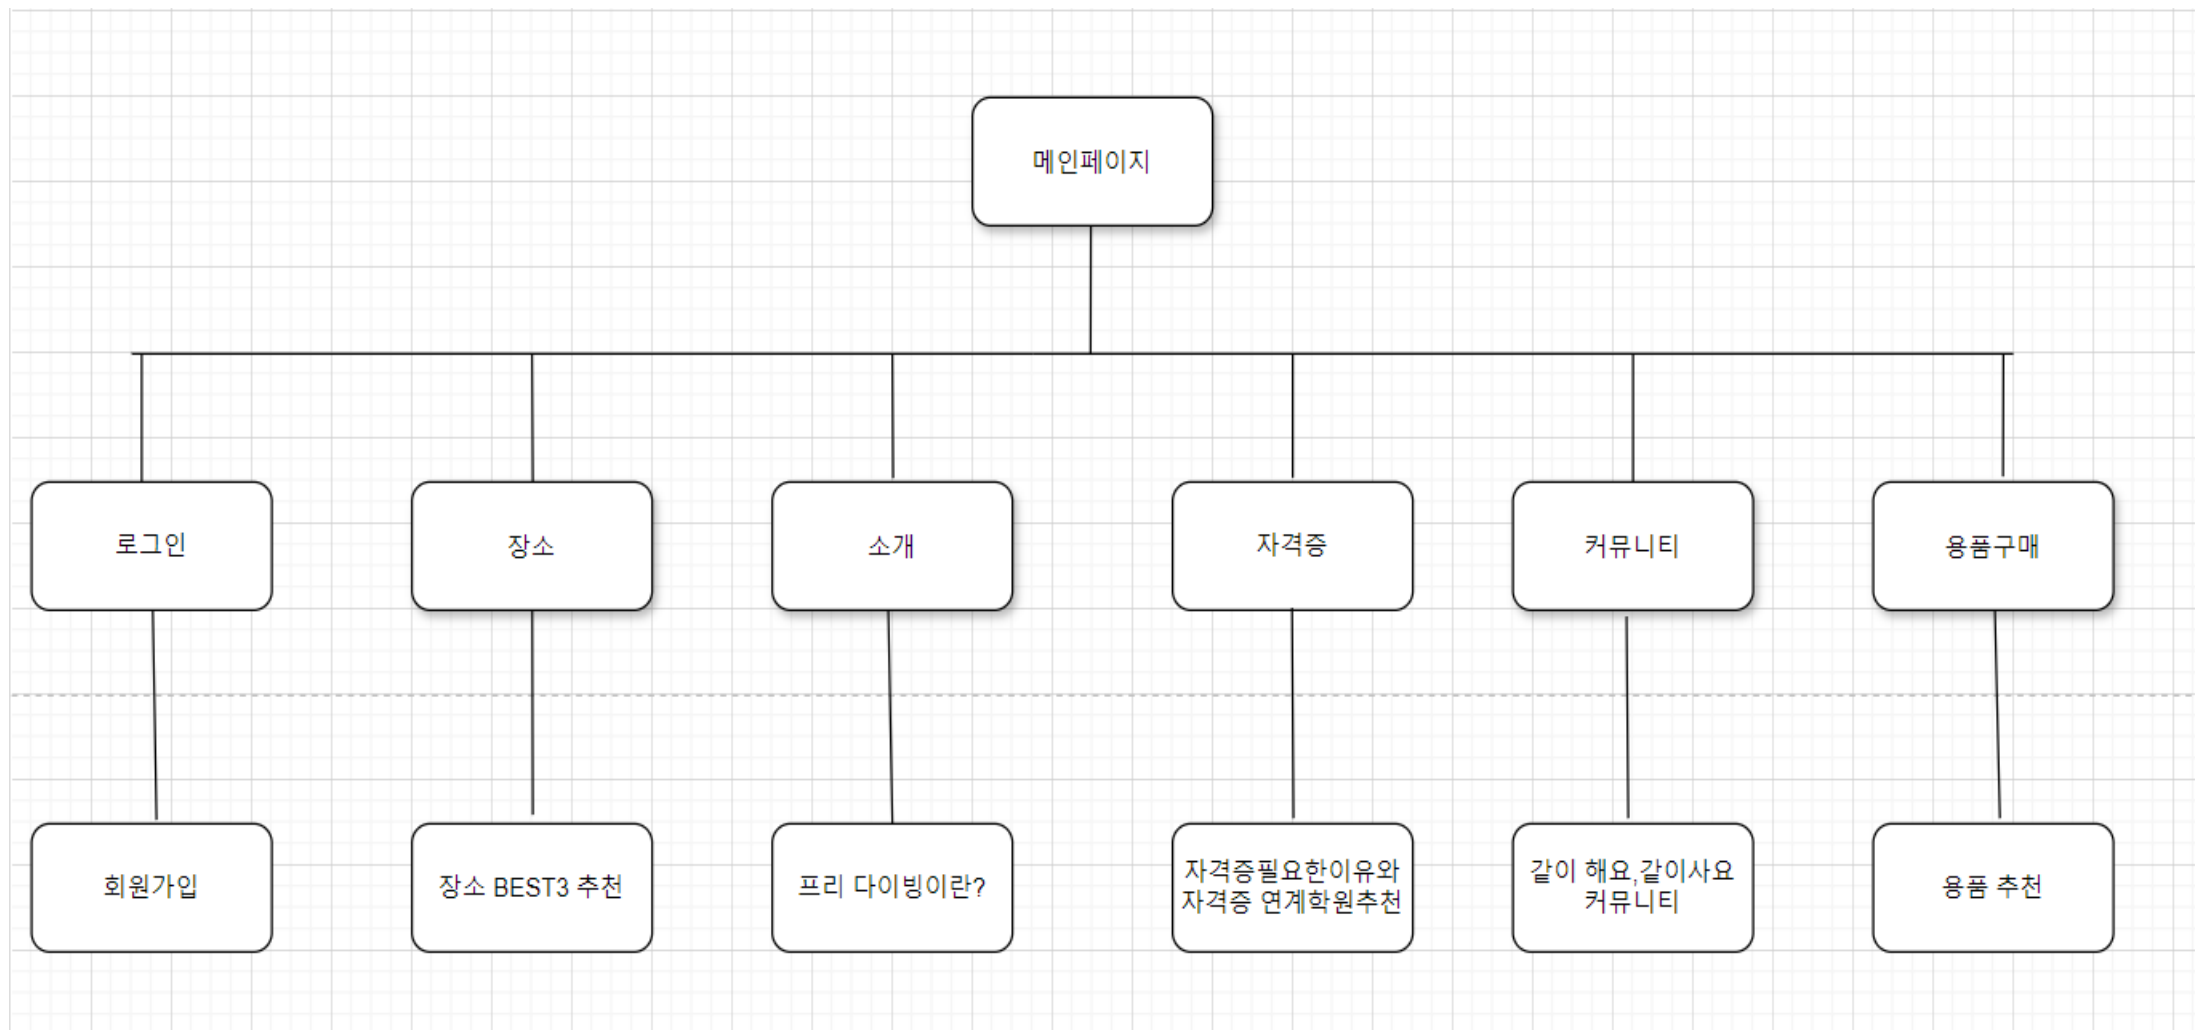 메인페이지
로그인
장소
소개
자격증
커뮤니티
용품구매
회원가입
장소 BEST3 추천
프리 다이빙이란?
자격증필요한이유와
자격증 연계학원추천
같이 해요,같이사요
커뮤니티
용품 추천